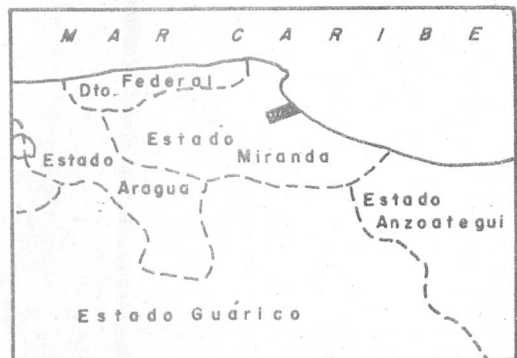 MAR CARIBE
Dto. Federal
Estado Miranda
Estado Aragua
Estado Anzoategui
Estado Guárico